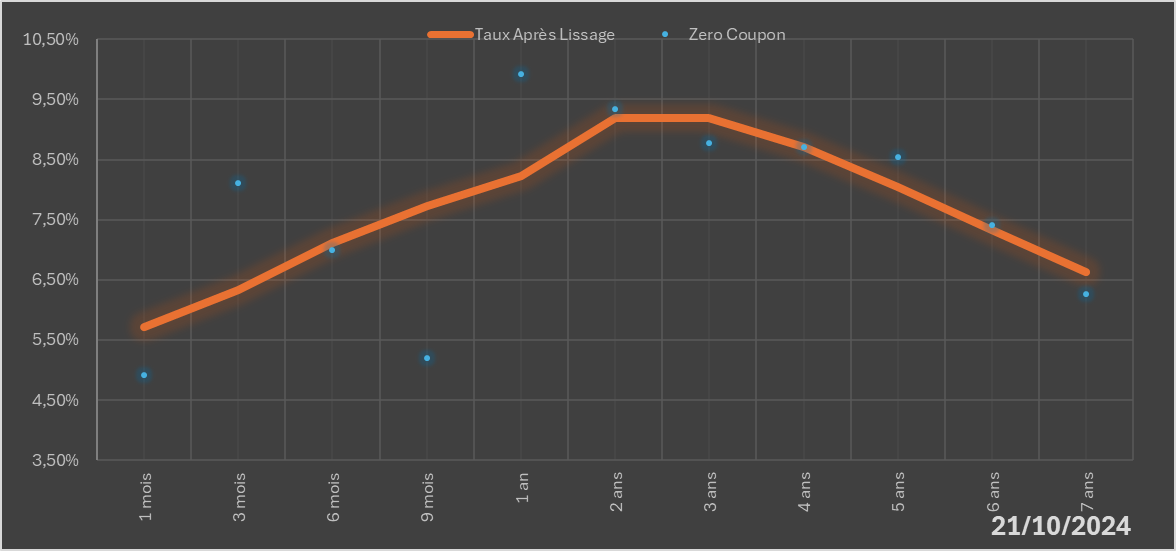 Taux Après Lissage
Zero Coupon
10,50%
9,50%
8,50%
7,50%
6,50%
5,50%
4,50%
3,50%
1 mois
3 mois
6 mois
9 mois
1 an
2 ans
3 ans
4 ans
5 ans
6 ans
7 ans
21/10/2024